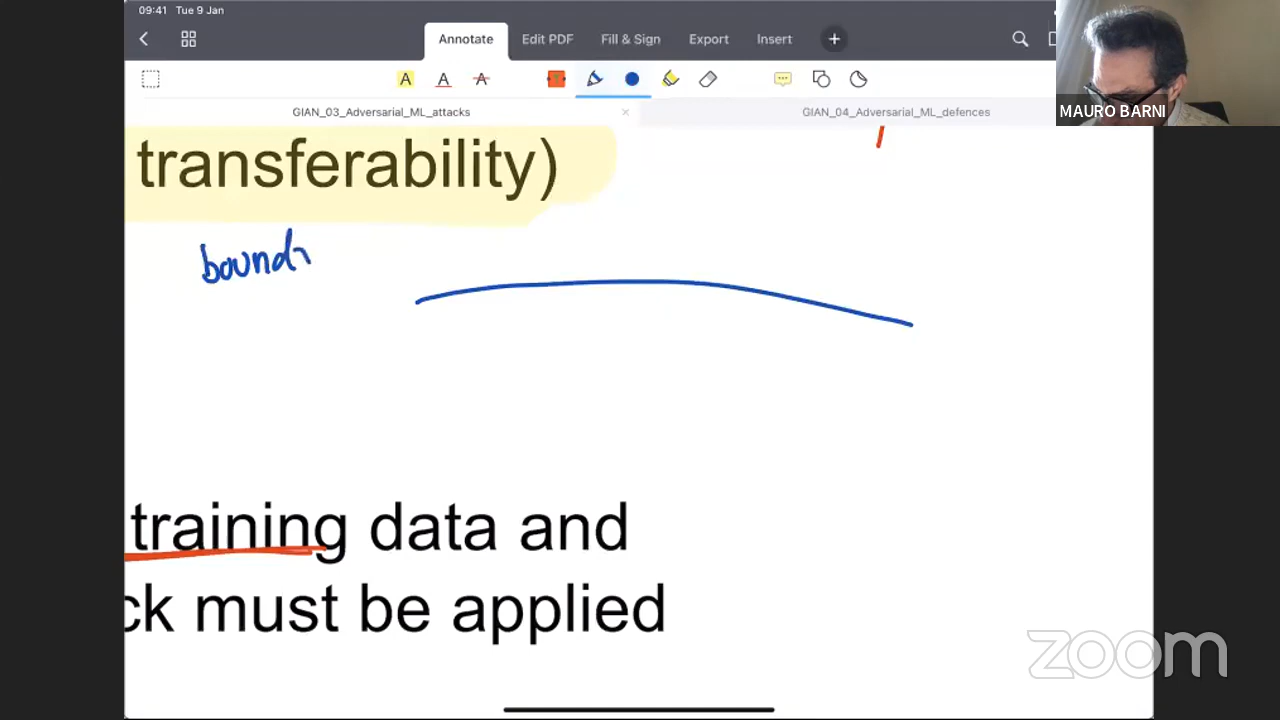 09:41 Tue 9 Jan
Annotate Edit PDF Fill & Sign Export Insert
A A A
MAURO BARNI
GIAN_03_Adversarial_ML_attacks GIAN_04_Adversarial_ML_defences
transferability)
training data and
ck must be applied
zoom